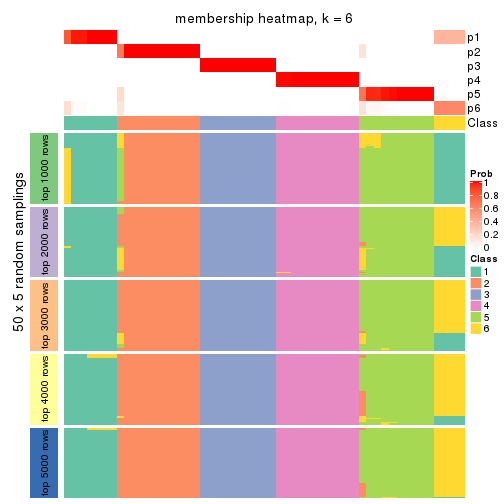 membership heatmap, k = 6
p1
p2
p3
p4
p5
p6
Class
50 x 5 random samplings
top 1000 rows
top 2000 rows
top 3000 rows
top 4000 rows
top 5000 rows
Prob
1
0.8
0.6
0.4
0.2
0
Class
1
2
3
4
5
6